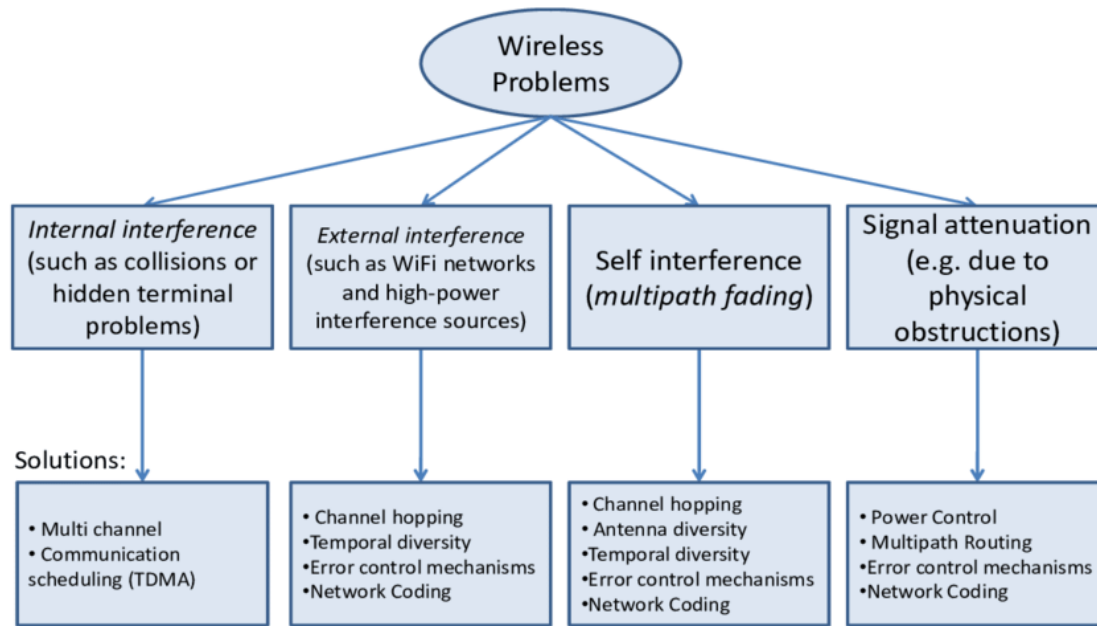 Wireless
Problems
Internal interference
(such as collisions or
hidden terminal
problems)
External interference
(such as WiFi networks
and high-power
interference sources)
Self interference
(multipath fading)
Signal attenuation
(e.g. due to
physical
obstructions)
Solutions:
• Multi channel
• Communication
scheduling (TDMA)
• Channel hopping
•Temporal diversity
•Error control mechanisms
•Network Coding
• Channel hopping
• Antenna diversity
•Temporal diversity
•Error control mechanisms
•Network Coding
•Power Control
•Multipath Routing
•Error control mechanisms
•Network Coding